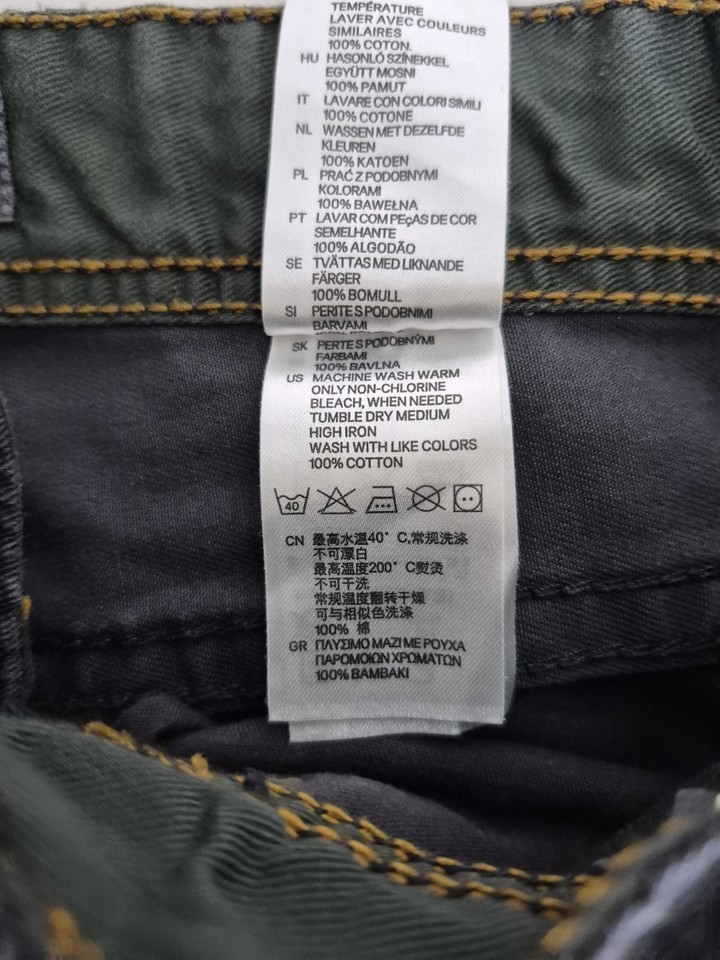 TEMPÉRATURE
LAVER AVEC COULEURS
SIMILAIRES
100% COTON.
HU HASONLÓ SZÍNEKKEL
EGYÜTT MOSNI
100% PAMUT
IT LAVARE CON COLORI SIMILI
100% COTONE
NL WASSEN MET DEZELFDE
KLEUREN
100% KATOEN
PL PRAĆ Z PODOBNYMI
KOLORAMI
100% BAWEŁNA
PT LAVAR COM PEçAS DE COR
SEMELHANTE
100% ALGODÃO
SE TVÄTTAS MED LIKNANDE
FÄRGER
100% BOMULL
SI PERITE S PODOBNIMI
BARVAMI
SK PERTE S PODOBNÝMI
FARBAMI
100% BAVLNA
US MACHINE WASH WARM
ONLY NON-CHLORINE
BLEACH, WHEN NEEDED
TUMBLE DRY MEDIUM
HIGH IRON
WASH WITH LIKE COLORS
100% COTTON
40
CN 最高水温40° C,常规洗涤
不可漂白
最高温度200° C熨烫
不可干洗
常规温度翻转干燥
可与相似色洗涤
100% 棉
GR ΠΛΥΣΙΜΟ ΜΑΖΙ ΜΕ ΡΟΥΧΑ
ΠΑΡΟΜΟΙΩΝ ΧΡΩΜΑΤΩΝ
100% ΒΑΜΒΑΚΙ